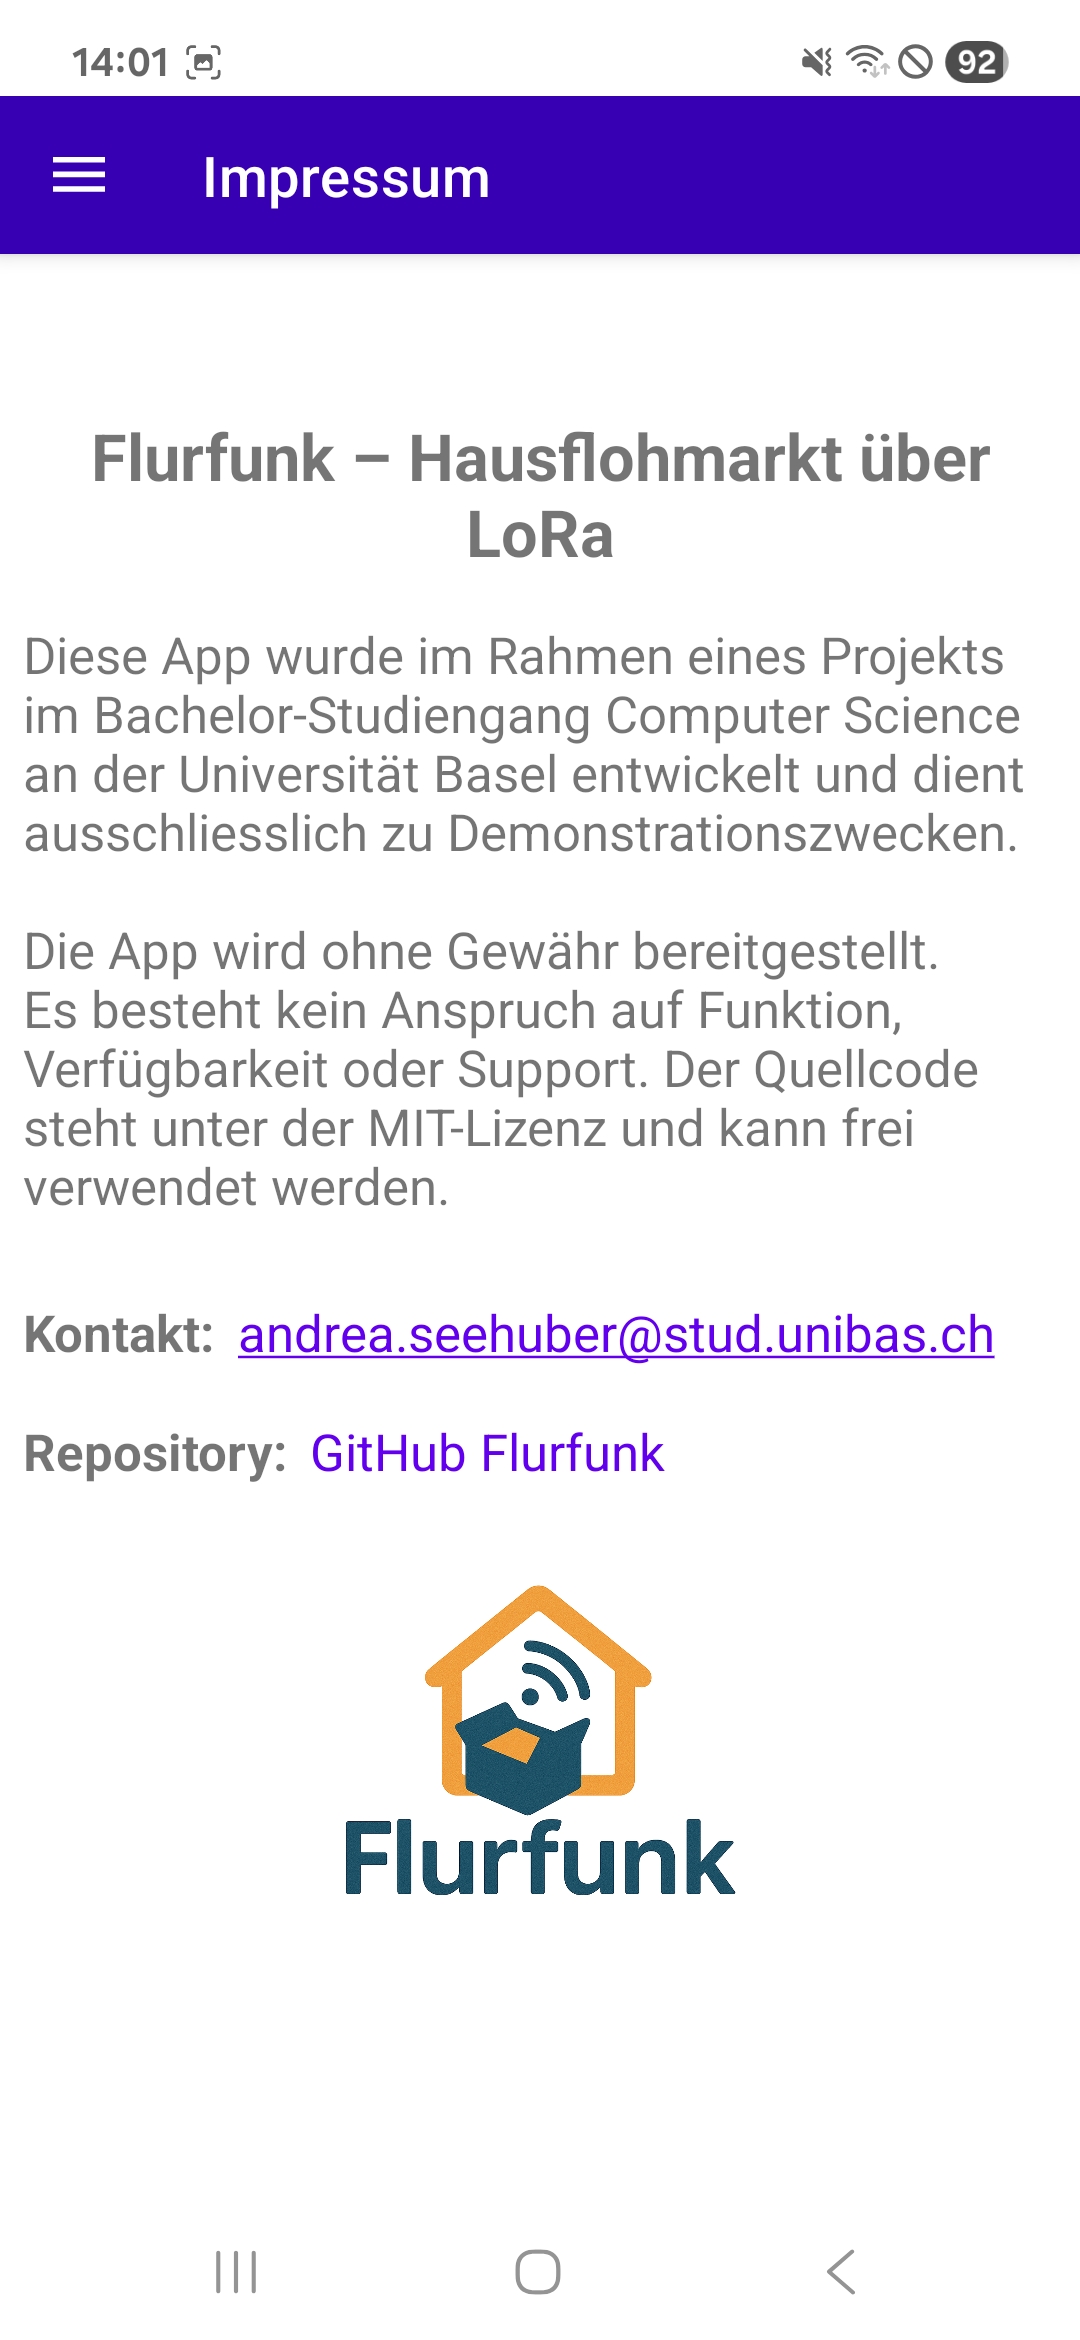 14:01
92
Impressum
Flurfunk – Hausflohmarkt über
LoRa
Diese App wurde im Rahmen eines Projekts
im Bachelor-Studiengang Computer Science
an der Universität Basel entwickelt und dient
ausschliesslich zu Demonstrationszwecken.
Die App wird ohne Gewähr bereitgestellt.
Es besteht kein Anspruch auf Funktion,
Verfügbarkeit oder Support. Der Quellcode
steht unter der MIT-Lizenz und kann frei
verwendet werden.
Kontakt: andrea.seehuber@stud.unibas.ch
Repository: GitHub Flurfunk
Flurfunk